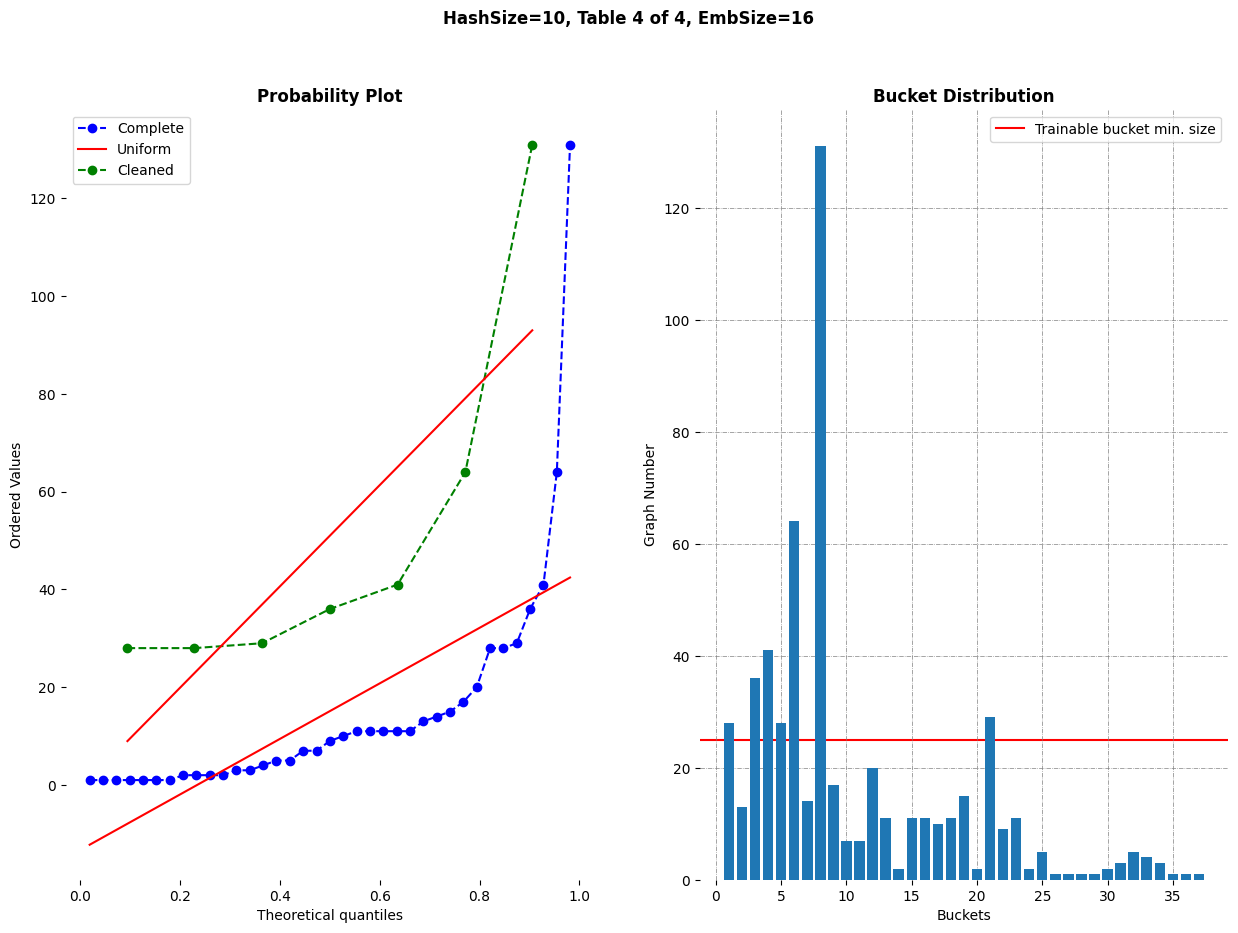 HashSize=10, Table 4 of 4, EmbSize=16
Probability Plot
Complete
Uniform
Cleaned
120
100
80
60
40
20
0
Ordered Values
0.0 0.2 0.4 0.6 0.8 1.0
Theoretical quantiles
Bucket Distribution
Trainable bucket min. size
120
100
80
60
40
20
0
Graph Number
0 5 10 15 20 25 30 35
Buckets